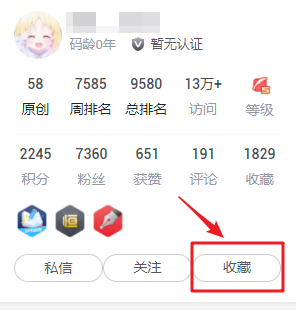 码龄0年 暂无认证
58 7585 9580 13万+
原创 周排名 总排名 访问 等级
2245 7360 651 191 1829
积分 粉丝 获赞 评论 收藏
恒
私信 关注 收藏